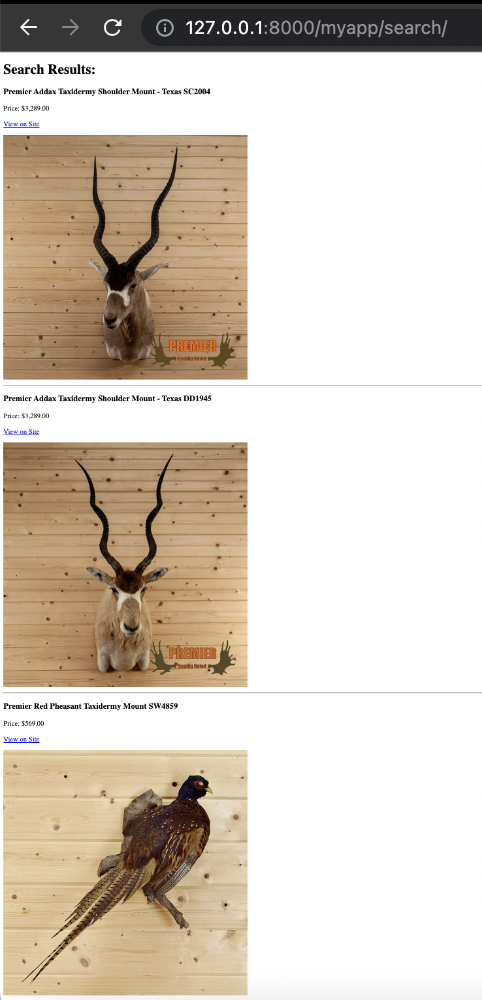 127.0.0.1:8000/myapp/search/
Search Results:
Premier Addax Taxidermy Shoulder Mount - Texas SC2004
Price: $3,289.00
View on Site
PREMIER
Quality Rated
Premier Addax Taxidermy Shoulder Mount - Texas DD1945
Price: $3,289.00
View on Site
PREMIER
Quality Rated
Premier Red Pheasant Taxidermy Mount SW4859
Price: $569.00
View on Site